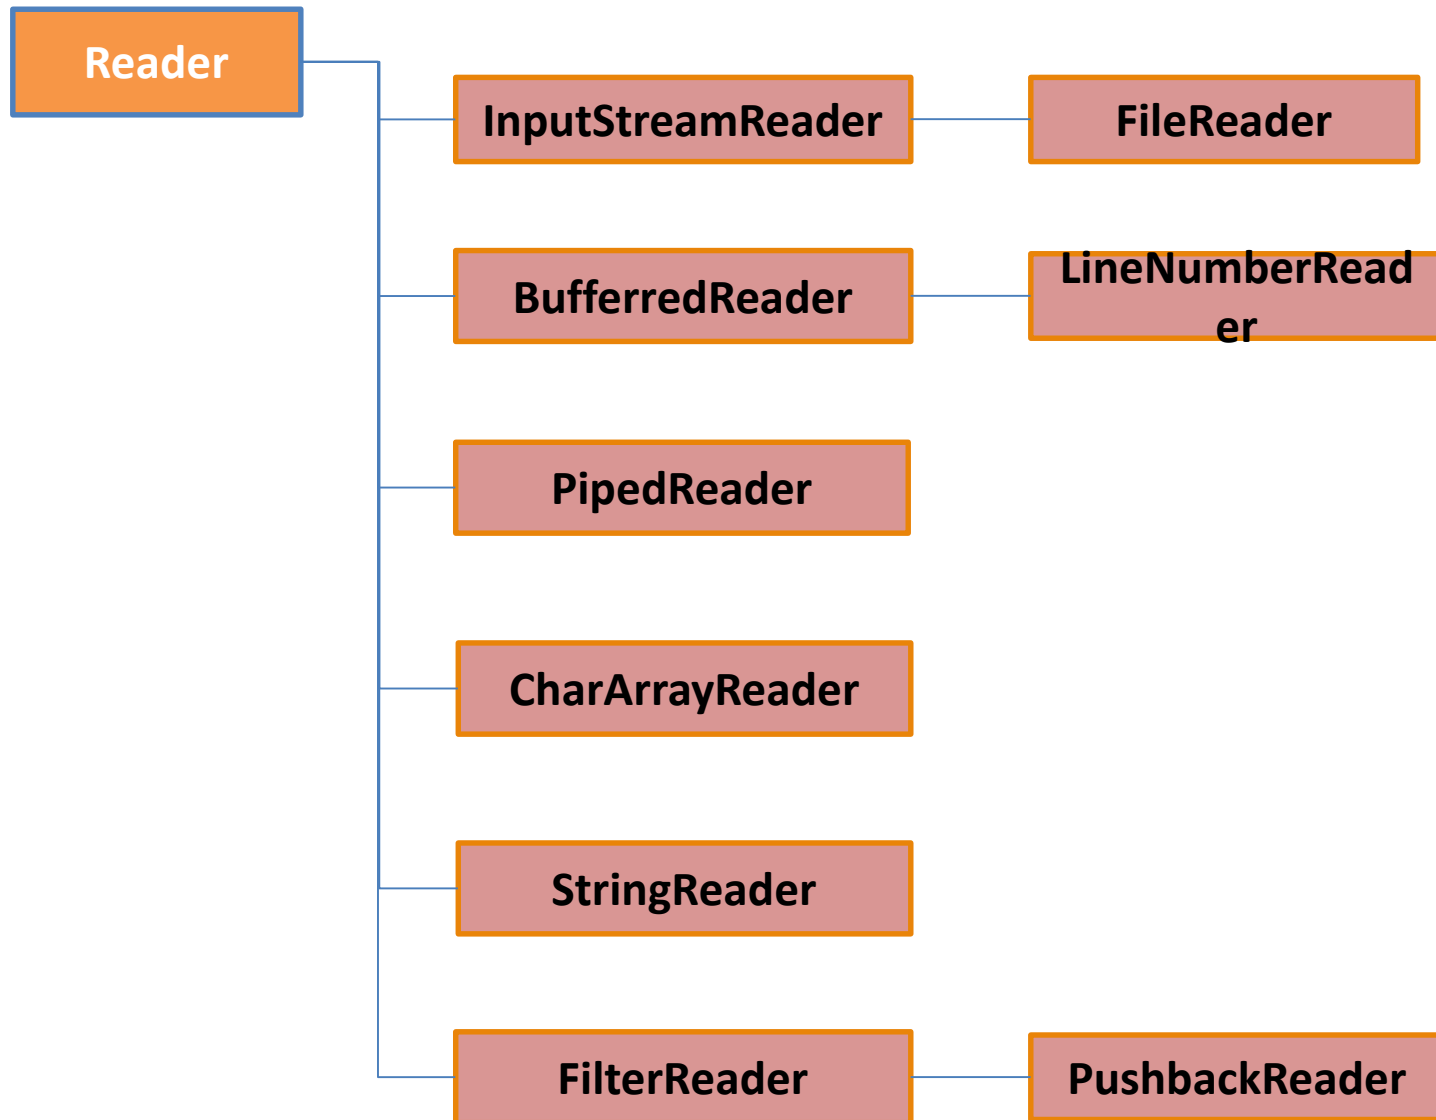 Reader
InputStreamReader
FileReader
BufferredReader
LineNumberRead
er
PipedReader
CharArrayReader
StringReader
FilterReader
PushbackReader